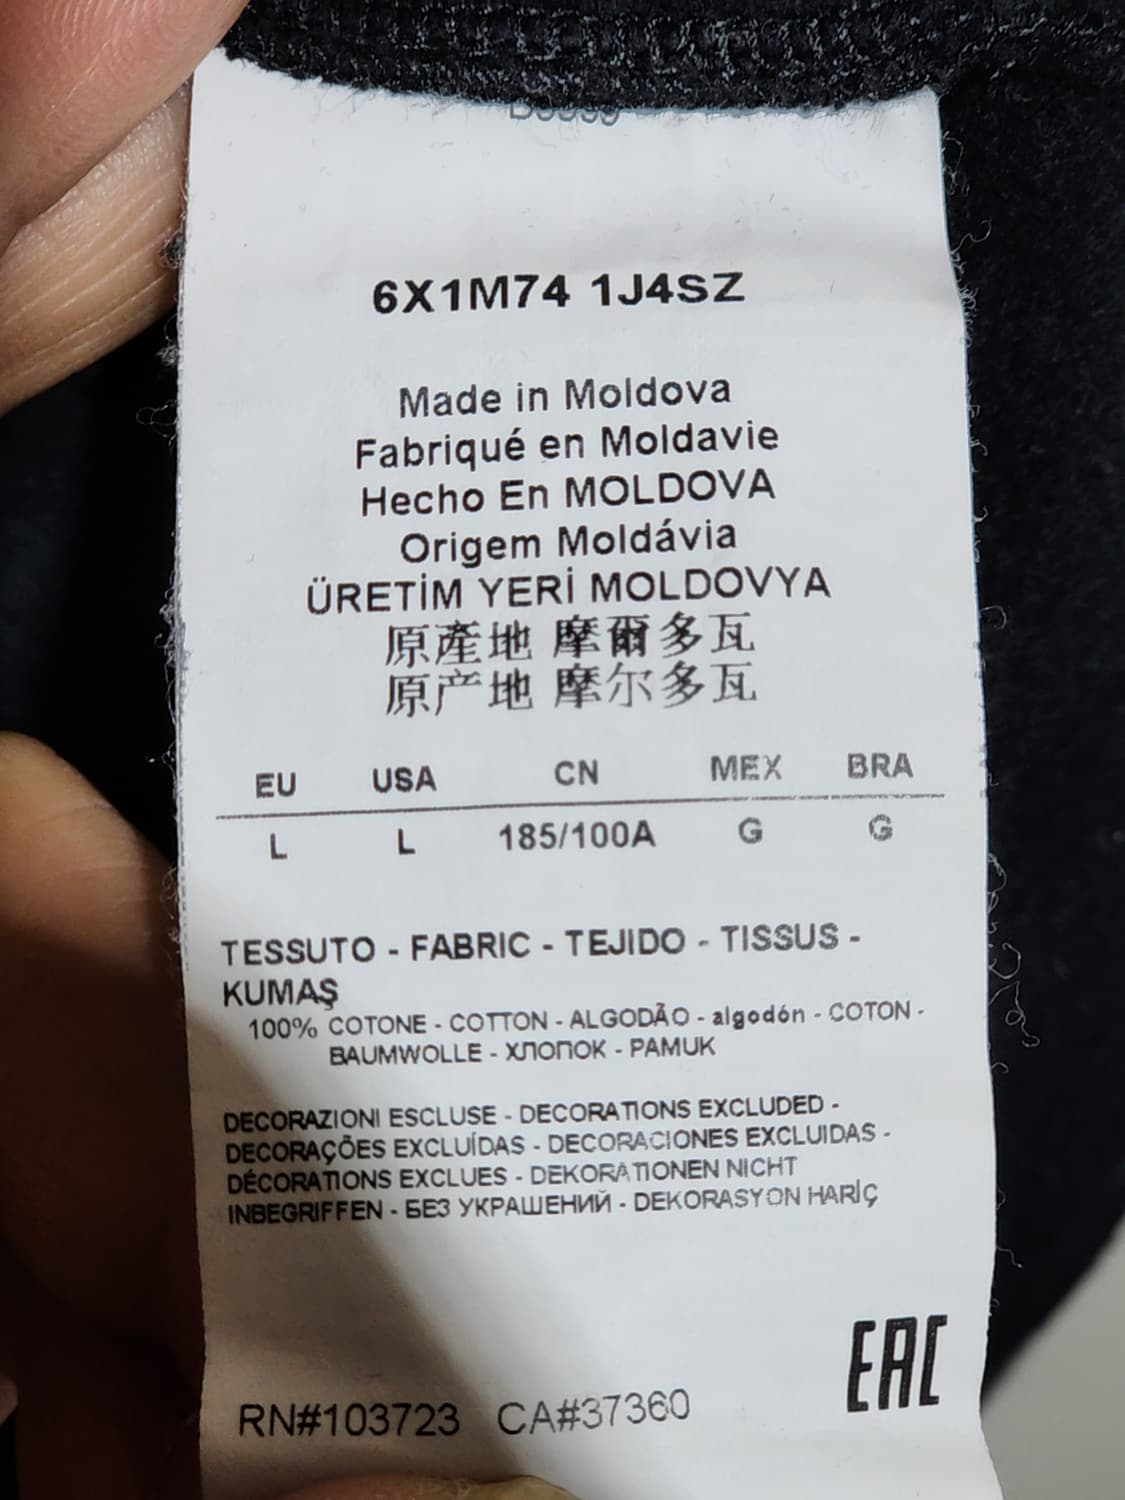 6X1M74 1J4SZ
Made in Moldova
Fabriqué en Moldavie
Hecho En MOLDOVA
Origem Moldávia
ÜRETİM YERİ MOLDOVYA
原產地 摩爾多瓦
原产地 摩尔多瓦
EU USA CN MEX BRA
L L 185/100A G G
TESSUTO - FABRIC - TEJIDO - TISSUS -
KUMAŞ
100% COTONE - COTTON - ALGODÃO - algodón - COTON -
BAUMWOLLE - ХЛОПОК - PAMUK
DECORAZIONI ESCLUSE - DECORATIONS EXCLUDED -
DECORAÇÕES EXCLUÍDAS - DECORACIONES EXCLUIDAS -
DÉCORATIONS EXCLUES - DEKORATIONEN NICHT
INBEGRIFFEN - БЕЗ УКРАШЕНИЙ - DEKORASYON HARİÇ
EAC
RN#103723 CA#37360